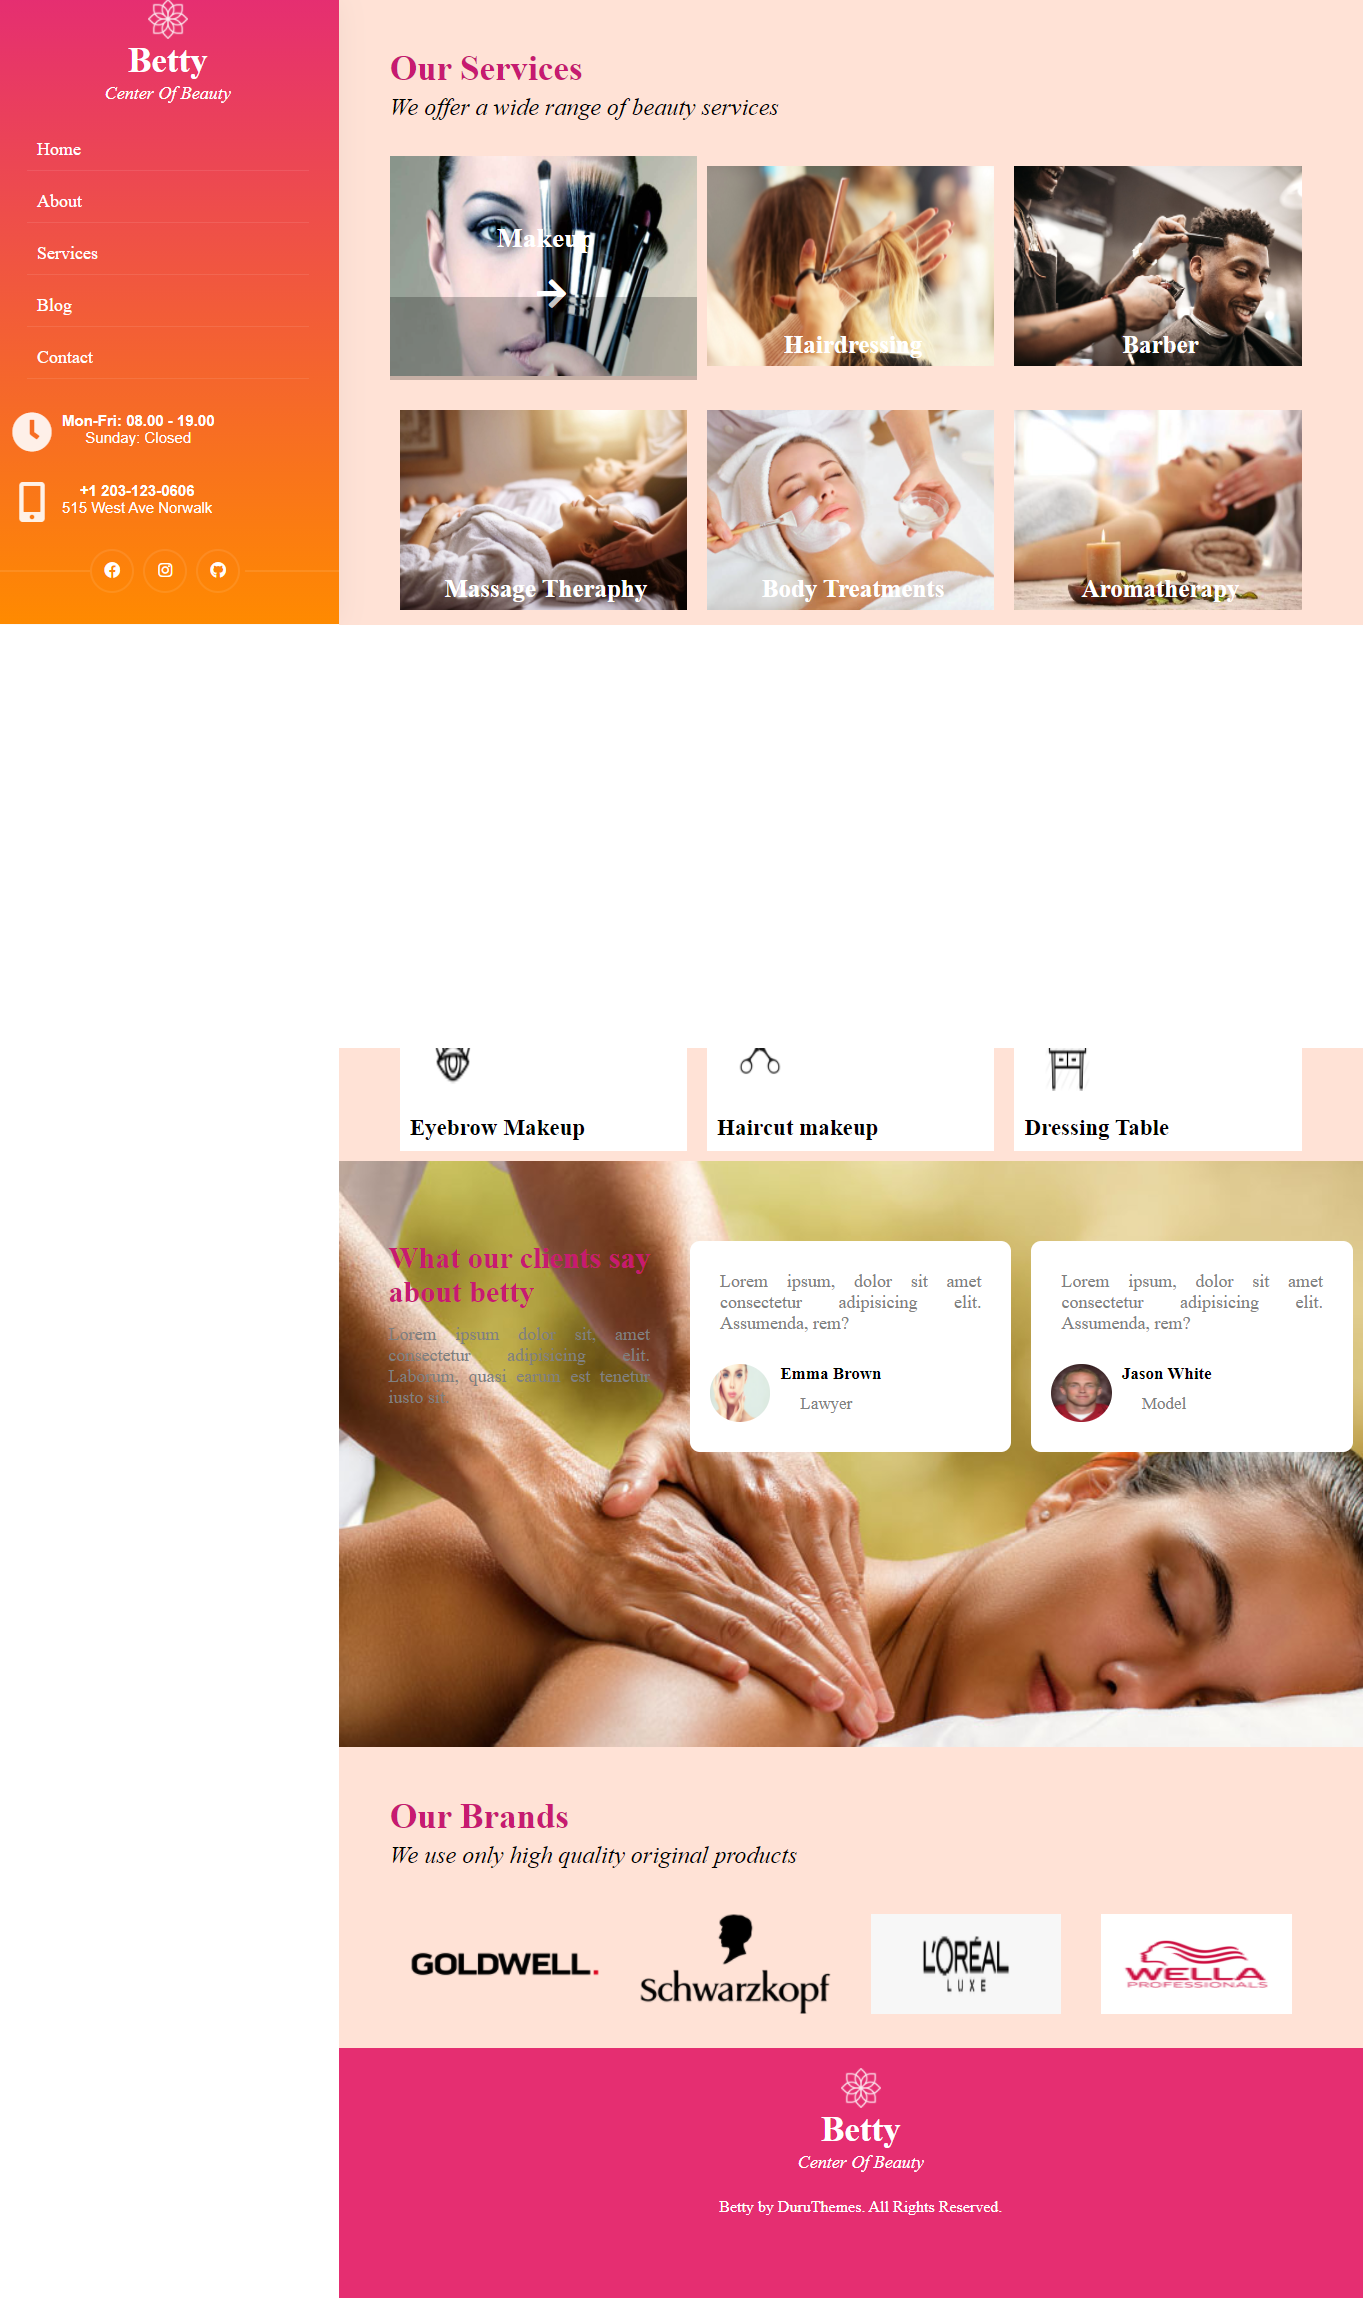 Betty
Center Of Beauty
Home
About
Services
Blog
Contact
Mon-Fri: 08.00 - 19.00
Sunday: Closed
+1 203-123-0606
515 West Ave Norwalk
Our Services
We offer a wide range of beauty services
Makeup
Hairdressing
Barber
Massage Theraphy
Body Treatments
Aromatherapy
Eyebrow Makeup
Haircut makeup
Dressing Table
What our clients say
about betty
Lorem ipsum dolor sit, amet
consectetur adipisicing elit.
Laborum, quasi earum est tenetur
iusto sit.
Lorem ipsum, dolor sit amet
consectetur adipisicing elit.
Assumenda, rem?
Emma Brown
Lawyer
Lorem ipsum, dolor sit amet
consectetur adipisicing elit.
Assumenda, rem?
Jason White
Model
Our Brands
We use only high quality original products
GOLDWELL.
Schwarzkopf
L'ORÉAL
LUXE
WELLA
PROFESSIONALS
Betty
Center Of Beauty
Betty by DuruThemes. All Rights Reserved.